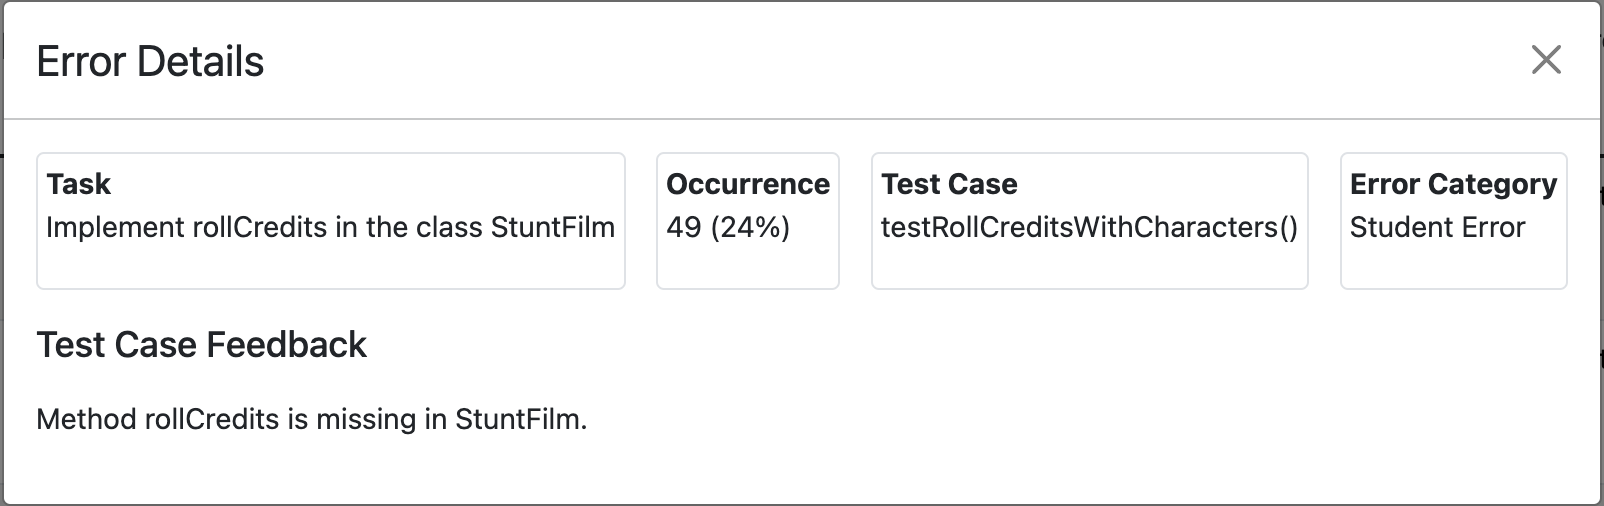 Error Details
Task
Implement rollCredits in the class StuntFilm
Occurrence
49 (24%)
Test Case
testRollCreditsWithCharacters()
Error Category
Student Error
Test Case Feedback
Method rollCredits is missing in StuntFilm.